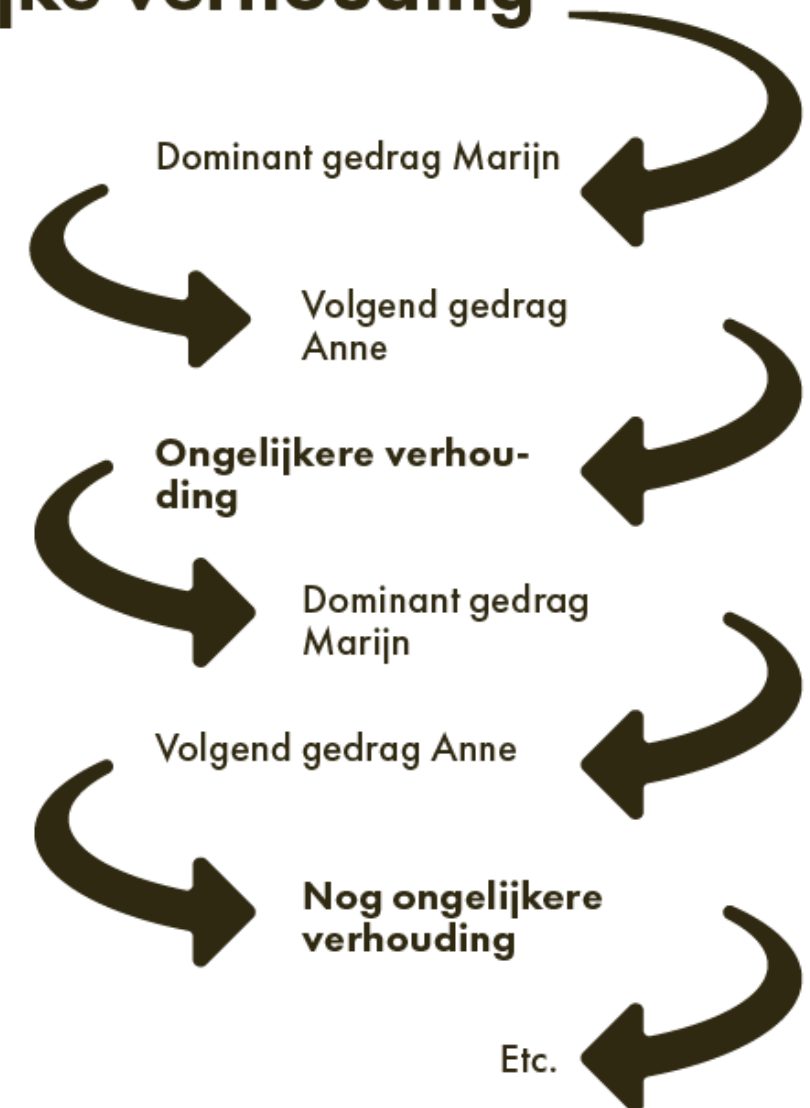 verhouding
Dominant gedrag Marijn
Volgend gedrag
Anne
Ongelijkere verhou-
ding
Dominant gedrag
Marijn
Volgend gedrag Anne
Nog ongelijkere
verhouding
Etc.